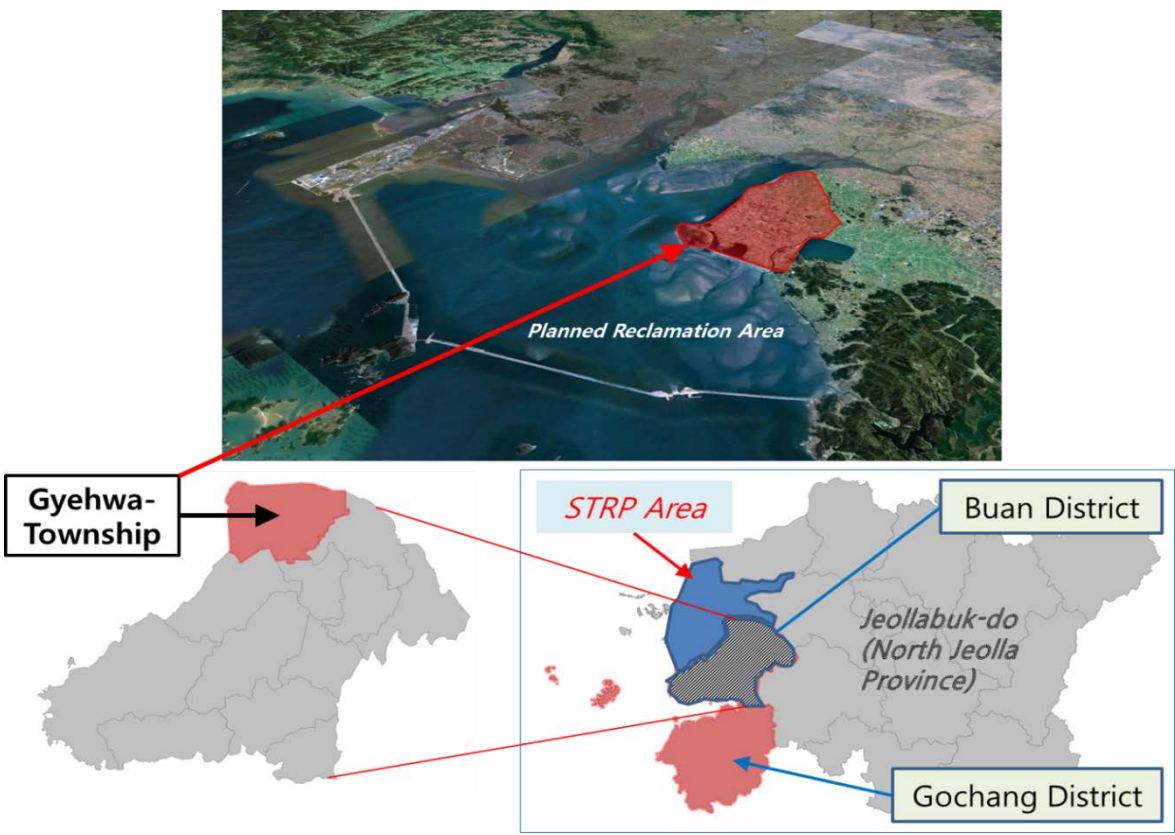 Planned Reclamation Area
Gyehwa-
Township
STRP Area
Buan District
Jeollabuk-do
(North Jeolla
Province)
Gochang District